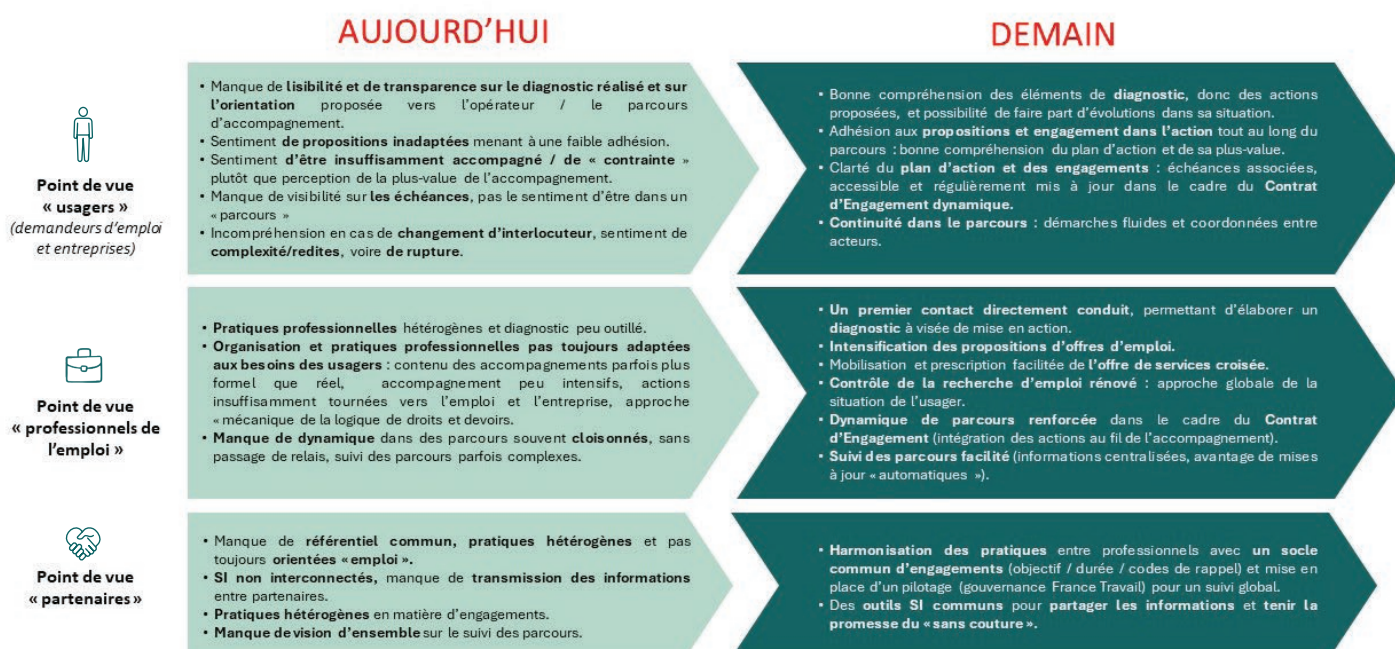 AUJOURD'HUI
DEMAIN
Point de vue
« usagers »
(demandeurs d'emploi
et entreprises)
• Manque de lisibilité et de transparence sur le diagnostic réalisé et sur
l'orientation proposée vers l'opérateur / le parcours
d'accompagnement.
• Sentiment de propositions inadaptées menant à une faible adhésion.
• Sentiment d'être insuffisamment accompagné / de « contrainte »
plutôt que perception de la plus-value de l'accompagnement.
• Manque de visibilité sur les échéances, pas le sentiment d'être dans un
« parcours »
• Incompréhension en cas de changement d'interlocuteur, sentiment de
complexité/redites, voire de rupture.
• Bonne compréhension des éléments de diagnostic, donc des actions
proposées, et possibilité de faire part d'évolutions dans sa situation.
• Adhésion aux propositions et engagement dans l'action tout au long du
parcours : bonne compréhension du plan d'action et de sa plus-value.
• Clarté du plan d'action et des engagements : échéances associées,
accessible et régulièrement mis à jour dans le cadre du Contrat
d'Engagement dynamique.
• Continuité dans le parcours : démarches fluides et coordonnées entre
acteurs.
Point de vue
« professionnels de
l'emploi »
• Pratiques professionnelles hétérogènes et diagnostic peu outillé.
• Organisation et pratiques professionnelles pas toujours adaptées
aux besoins des usagers : contenu des accompagnements parfois plus
formel que réel, accompagnement peu intensifs, actions
insuffisamment tournées vers l'emploi et l'entreprise, approche
« mécanique de la logique de droits et devoirs.
• Manque de dynamique dans des parcours souvent cloisonnés, sans
passage de relais, suivi des parcours parfois complexes.
• Un premier contact directement conduit, permettant d'élaborer un
diagnostic à visée de mise en action.
• Intensification des propositions d'offres d'emploi.
• Mobilisation et prescription facilitée de l'offre de services croisée.
• Contrôle de la recherche d'emploi rénové : approche globale de la
situation de l'usager.
• Dynamique de parcours renforcée dans le cadre du Contrat
d'Engagement (intégration des actions au fil de l'accompagnement).
• Suivi des parcours facilité (informations centralisées, avantage de mises
à jour « automatiques »).
Point de vue
« partenaires »
• Manque de référentiel commun, pratiques hétérogènes et pas
toujours orientées « emploi ».
• SI non interconnectés, manque de transmission des informations
entre partenaires.
• Pratiques hétérogènes en matière d'engagements.
• Manque de vision d'ensemble sur le suivi des parcours.
• Harmonisation des pratiques entre professionnels avec un socle
commun d'engagements (objectif / durée / codes de rappel) et mise en
place d'un pilotage (gouvernance France Travail) pour un suivi global.
• Des outils SI communs pour partager les informations et tenir la
promesse du « sans couture ».